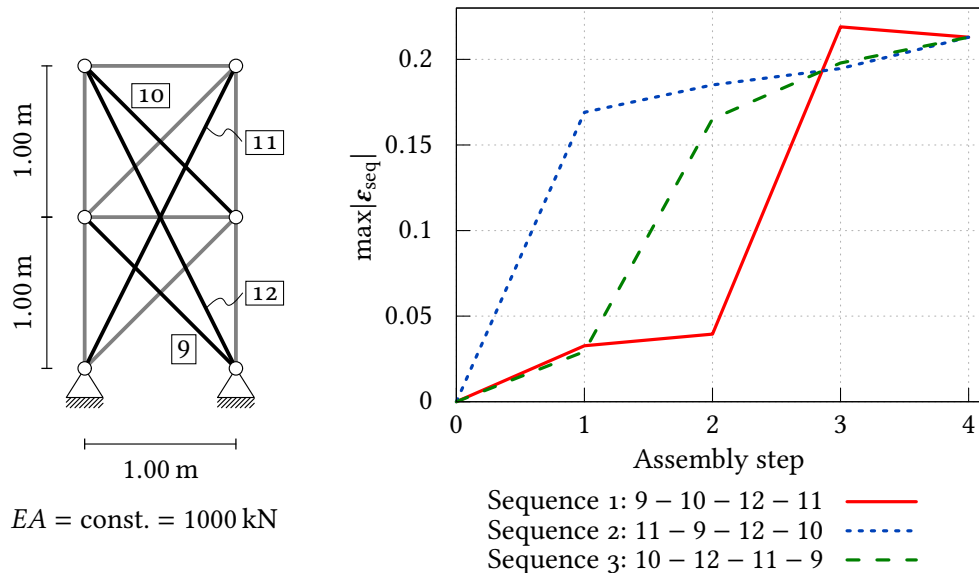 10
11
12
9
1.00 m
1.00 m
1.00 m
EA = const. = 1000 kN
max|εseq|
0.2
0.15
0.1
0.05
0
0 1 2 3 4
Assembly step
Sequence 1: 9 – 10 – 12 – 11
Sequence 2: 11 – 9 – 12 – 10
Sequence 3: 10 – 12 – 11 – 9